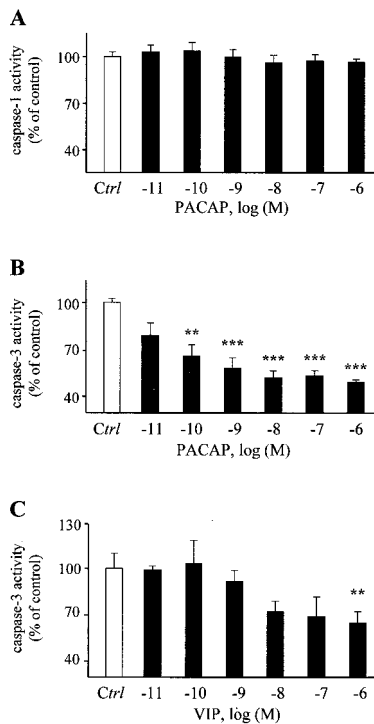 A
caspase-1 activity
(% of control)
100
70
40
Ctrl -11 -10 -9 -8 -7 -6
PACAP, log (M)
B
caspase-3 activity
(% of control)
100
70
40
** *** *** *** ***
Ctrl -11 -10 -9 -8 -7 -6
PACAP, log (M)
C
caspase-3 activity
(% of control)
130
100
70
40
**
Ctrl -11 -10 -9 -8 -7 -6
VIP, log (M)